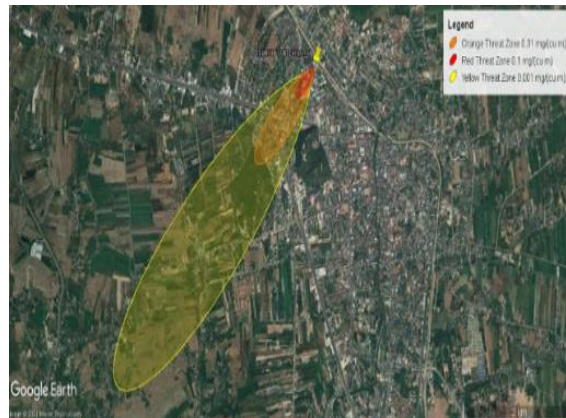 Legend
Orange Threat Zone 0.01 mg/(cu m)
Red Threat Zone 0.1 mg/(cu m)
Yellow Threat Zone 0.001 mg/(cu m)
Google Earth